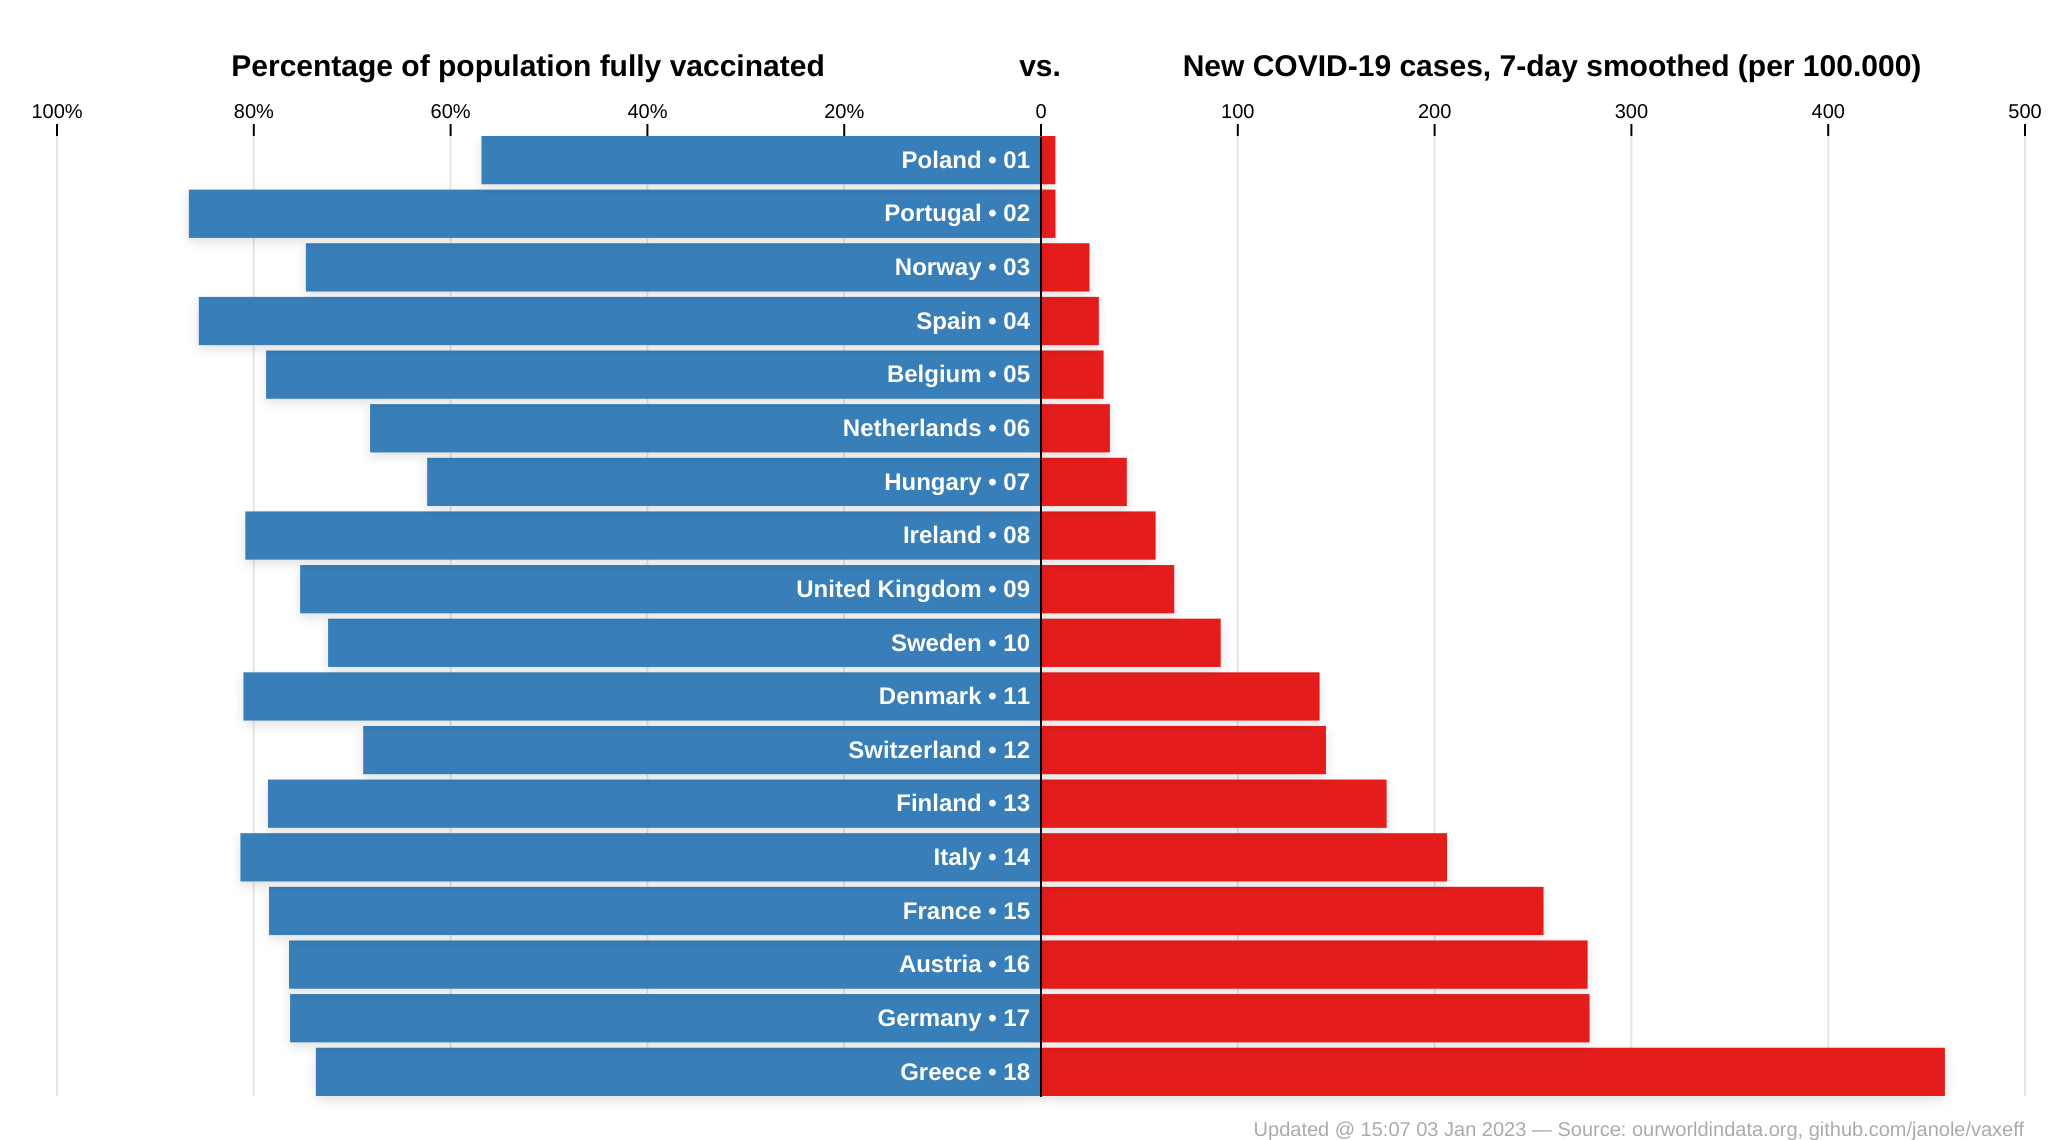 Percentage of population fully vaccinated vs. New COVID-19 cases, 7-day smoothed (per 100.000)
100% 80% 60% 40% 20% 0 100 200 300 400 500
Poland • 01
Portugal • 02
Norway • 03
Spain • 04
Belgium • 05
Netherlands • 06
Hungary • 07
Ireland • 08
United Kingdom • 09
Sweden • 10
Denmark • 11
Switzerland • 12
Finland • 13
Italy • 14
France • 15
Austria • 16
Germany • 17
Greece • 18
Updated @ 15:07 03 Jan 2023 — Source: ourworldindata.org, github.com/janole/vaxeff